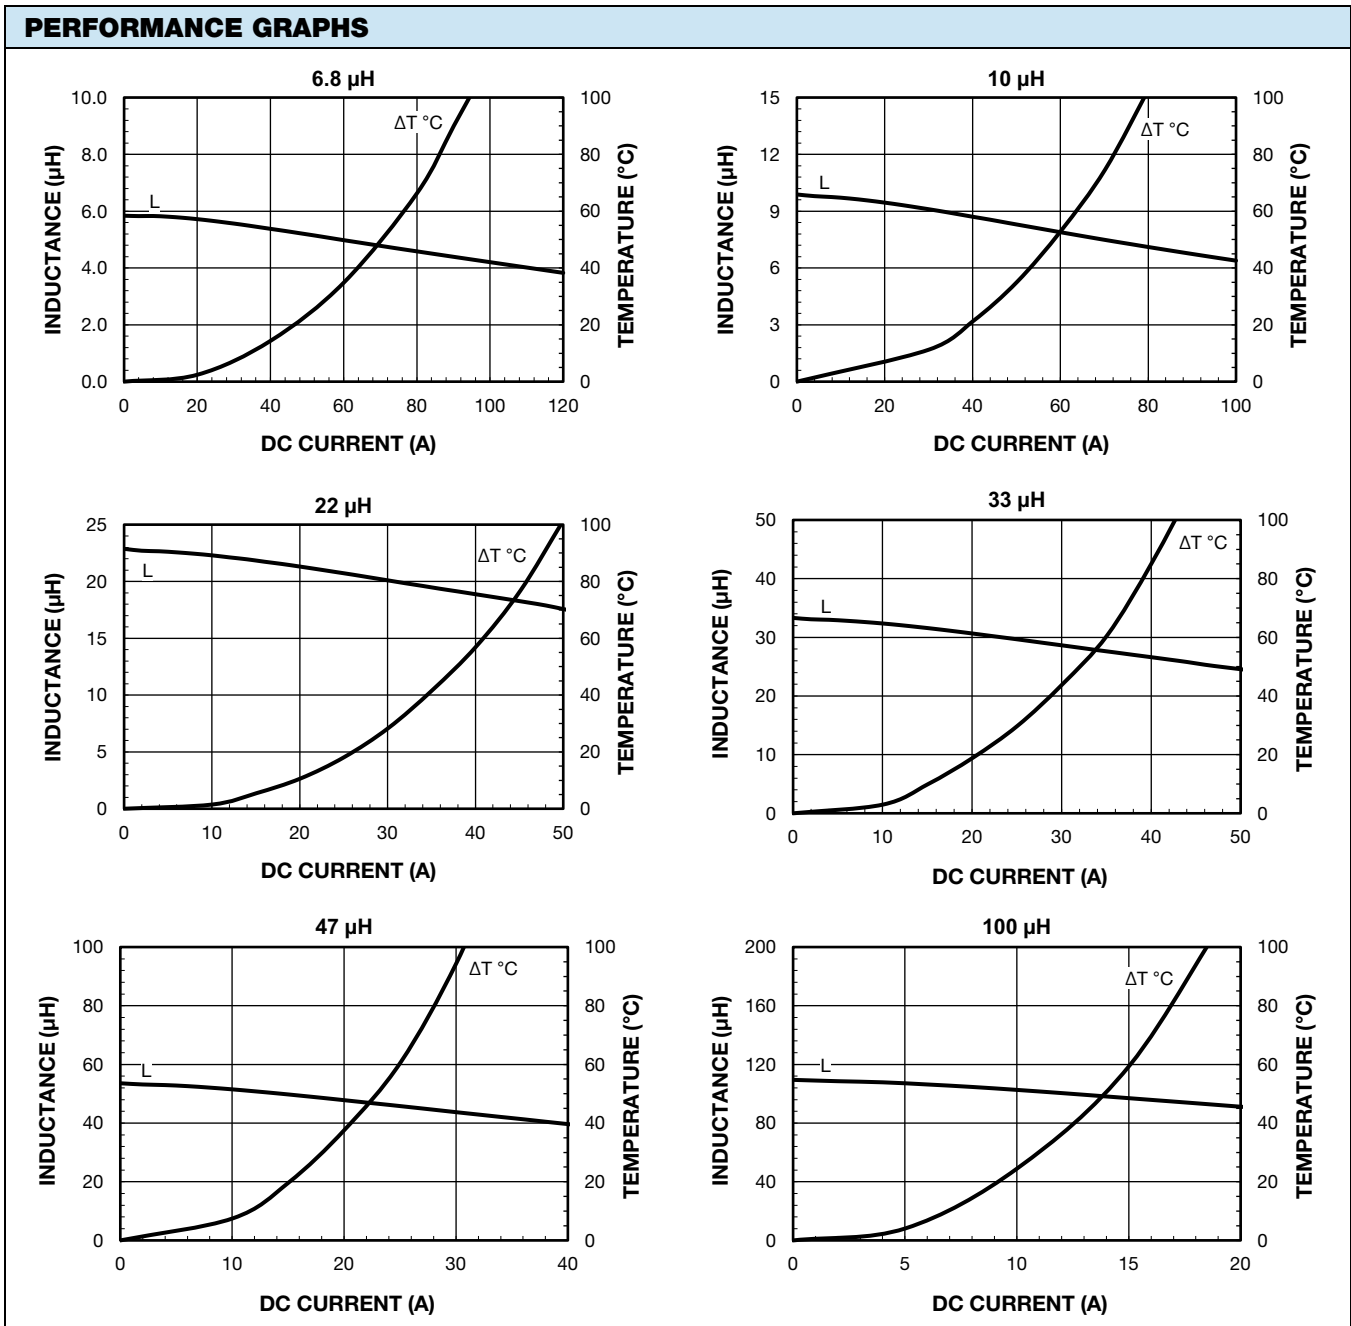 PERFORMANCE GRAPHS
6.8 µH
10.0
8.0
6.0
4.0
2.0
0.0
INDUCTANCE (µH)
L
ΔT °C
100
80
60
40
20
0
TEMPERATURE (°C)
0 20 40 60 80 100 120
DC CURRENT (A)
10 µH
15
12
9
6
3
0
INDUCTANCE (µH)
L
ΔT °C
100
80
60
40
20
0
TEMPERATURE (°C)
0 20 40 60 80 100
DC CURRENT (A)
22 µH
25
20
15
10
5
0
INDUCTANCE (µH)
L
ΔT °C
100
80
60
40
20
0
TEMPERATURE (°C)
0 10 20 30 40 50
DC CURRENT (A)
33 µH
50
40
30
20
10
0
INDUCTANCE (µH)
L
ΔT °C
100
80
60
40
20
0
TEMPERATURE (°C)
0 10 20 30 40 50
DC CURRENT (A)
47 µH
100
80
60
40
20
0
INDUCTANCE (µH)
L
ΔT °C
100
80
60
40
20
0
TEMPERATURE (°C)
0 10 20 30 40
DC CURRENT (A)
100 µH
200
160
120
80
40
0
INDUCTANCE (µH)
L
ΔT °C
100
80
60
40
20
0
TEMPERATURE (°C)
0 5 10 15 20
DC CURRENT (A)